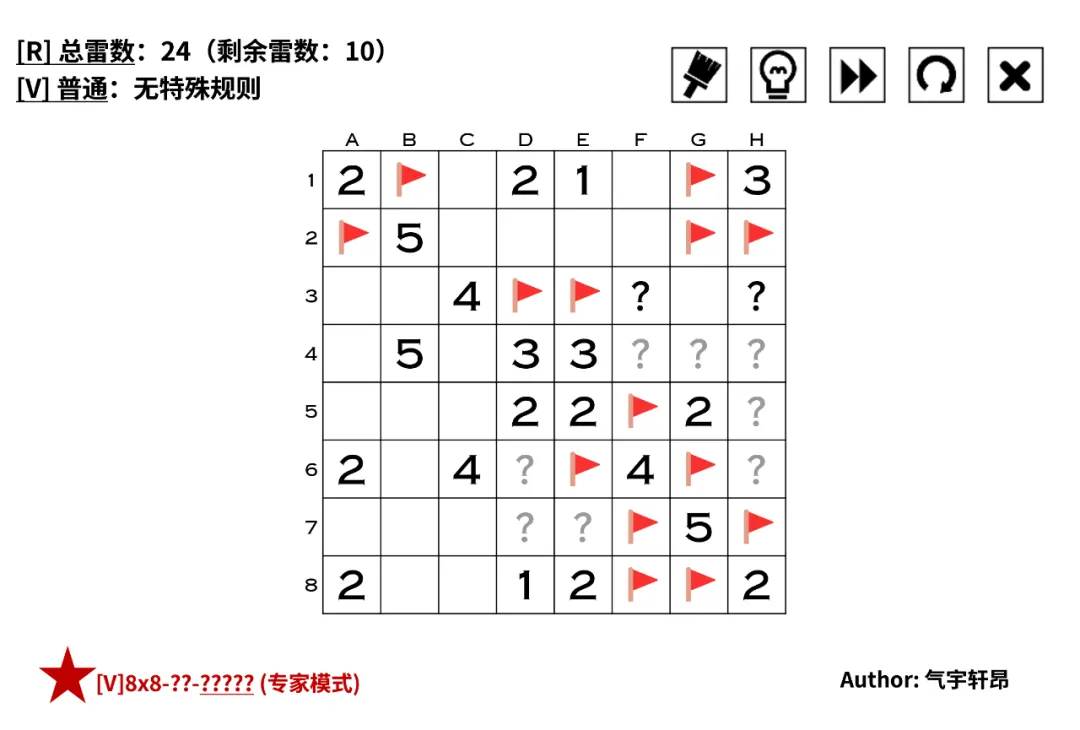 [R] 总雷数：24（剩余雷数：10）
[V] 普通：无特殊规则
A B C D E F G H
1 2 2 1 3
2 5
3 4 ? ?
4 5 3 3 ? ? ?
5 2 2 2 ?
6 2 4 ? 4 ?
7 ? ? 5
8 2 1 2 2
[V]8x8-??-????? (专家模式)
Author: 气宇轩昂